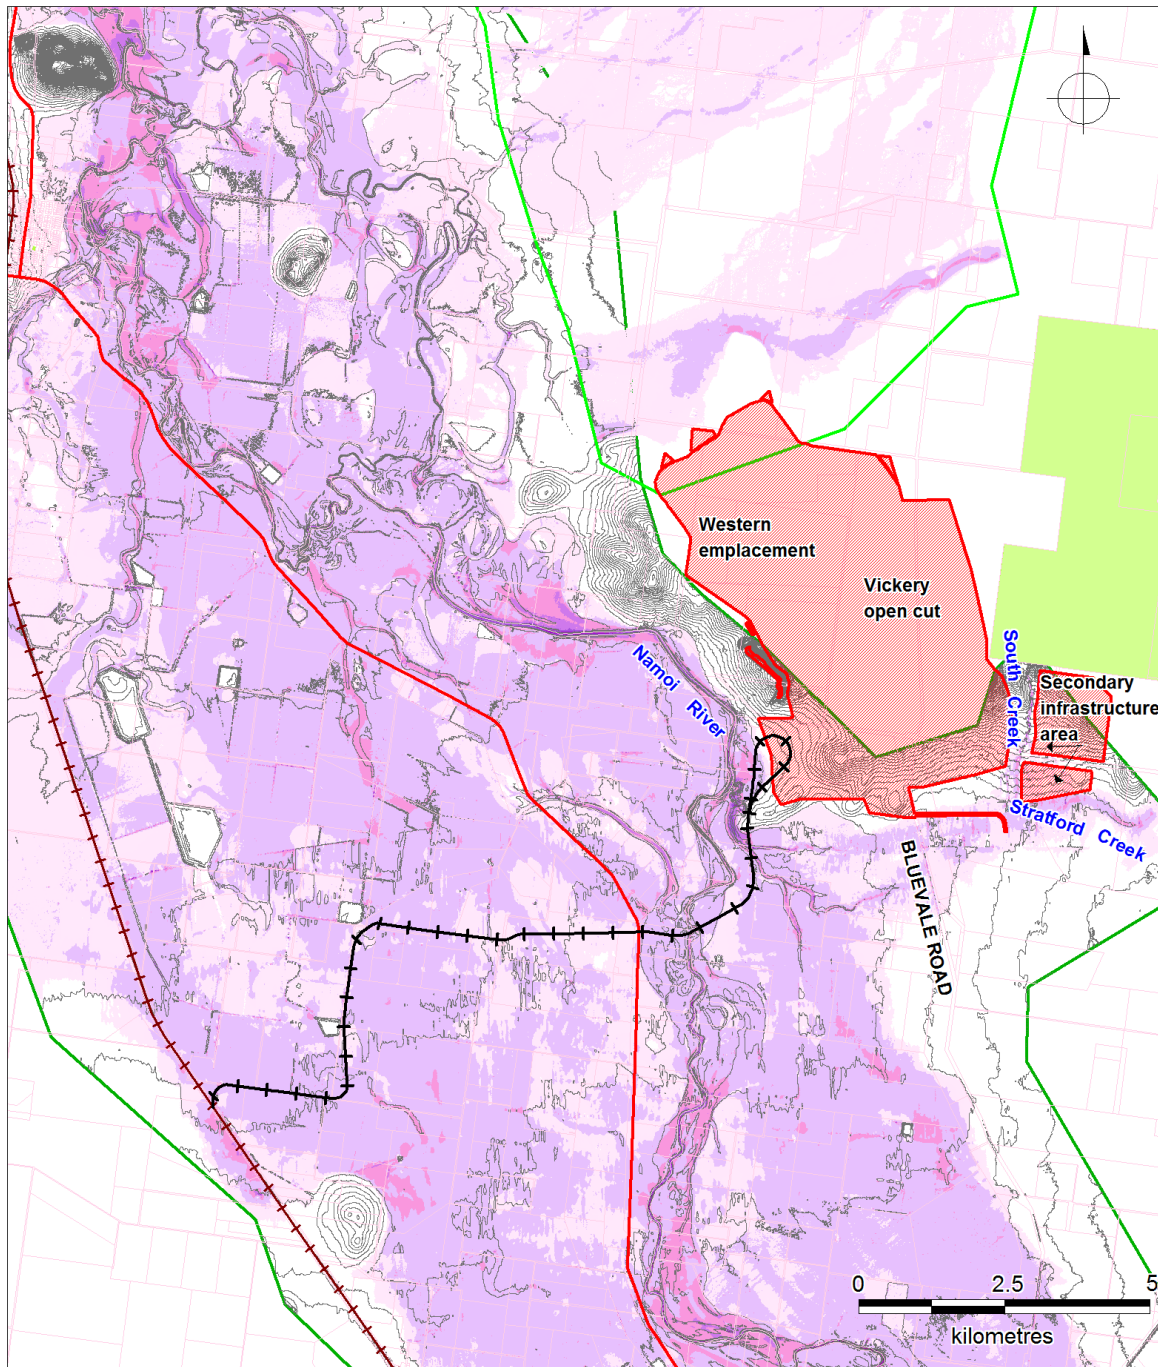 Western
emplacement
Vickery
open cut
South Creek
Secondary
infrastructure
area
Namoi River
Stratford Creek
BLUEVALE ROAD
0 2.5 5
kilometres